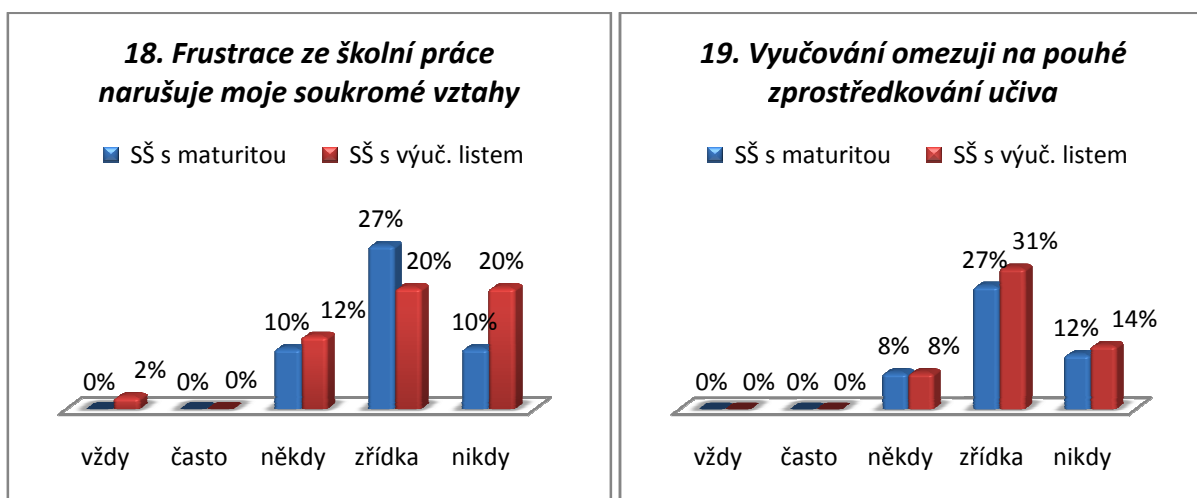 18. Frustrace ze školní práce
narušuje moje soukromé vztahy
SŠ s maturitou SŠ s výuč. listem
0% 2% 0% 0% 10% 12% 27% 20% 10% 20%
vždy často někdy zřídka nikdy
19. Vyučování omezuji na pouhé
zprostředkování učiva
SŠ s maturitou SŠ s výuč. listem
0% 0% 0% 0% 8% 8% 27% 31% 12% 14%
vždy často někdy zřídka nikdy